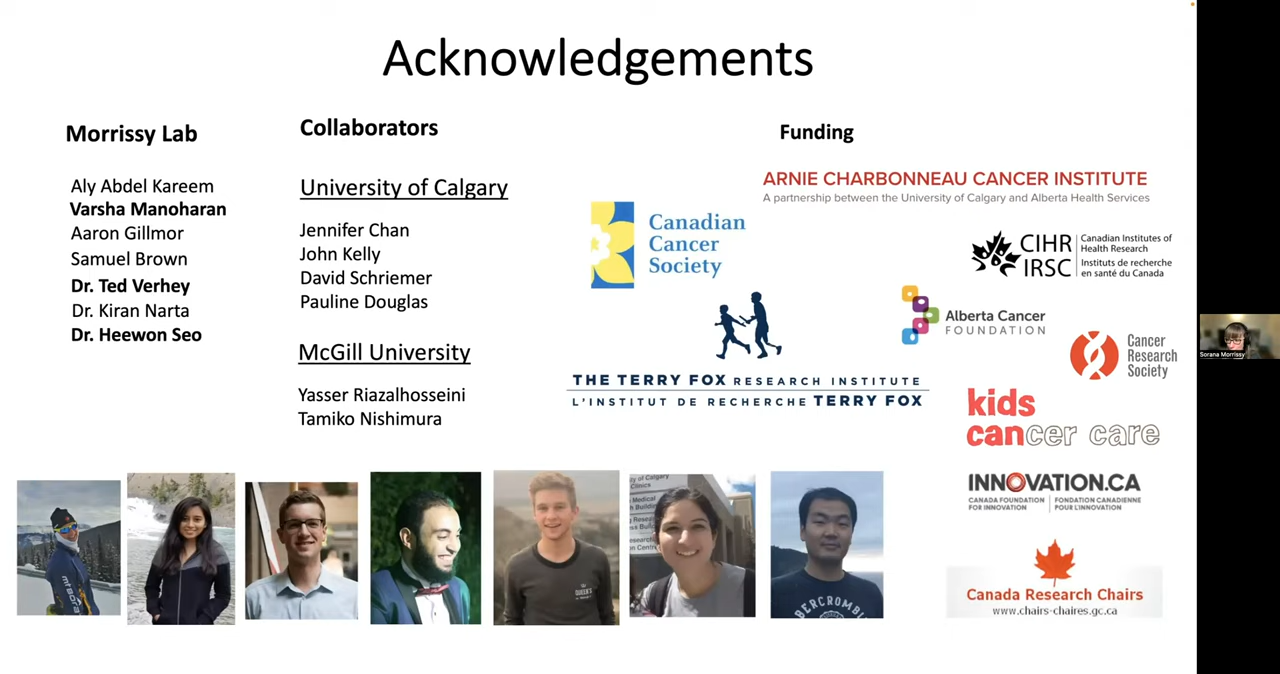 Acknowledgements
Morrissy Lab
Aly Abdel Kareem
Varsha Manoharan
Aaron Gillmor
Samuel Brown
Dr. Ted Verhey
Dr. Kiran Narta
Dr. Heewon Seo
Collaborators
University of Calgary
Jennifer Chan
John Kelly
David Schriemer
Pauline Douglas
McGill University
Yasser Riazalhosseini
Tamiko Nishimura
Funding
ARNIE CHARBONNEAU CANCER INSTITUTE
A partnership between the University of Calgary and Alberta Health Services
Canadian
Cancer
Society
CIHR
IRSC
Canadian Institutes of
Health Research
Instituts de recherche
en santé du Canada
Alberta Cancer
FOUNDATION
Cancer
Research
Society
THE TERRY FOX RESEARCH INSTITUTE
L'INSTITUT DE RECHERCHE TERRY FOX
kids
cancer care
INNOVATION.CA
CANADA FOUNDATION
FOR INNOVATION
FONDATION CANADIENNE
POUR L'INNOVATION
Canada Research Chairs
www.chairs-chaires.gc.ca
Sorana Morrissy
of Calgary
Clinics
Medical
QUEEN'S